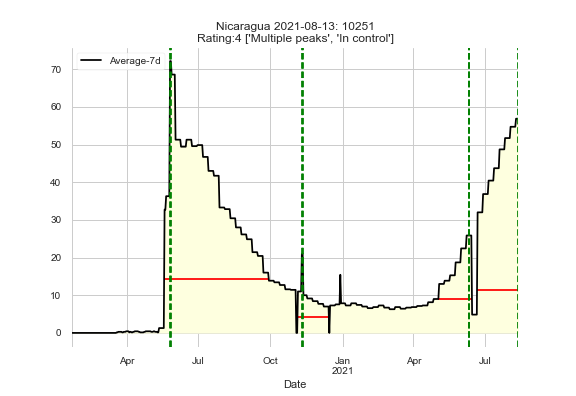 Nicaragua 2021-08-13: 10251
Rating:4 ['Multiple peaks', 'In control']
Average-7d
70
60
50
40
30
20
10
0
Apr
Jul
Oct
Jan
2021
Apr
Jul
Date